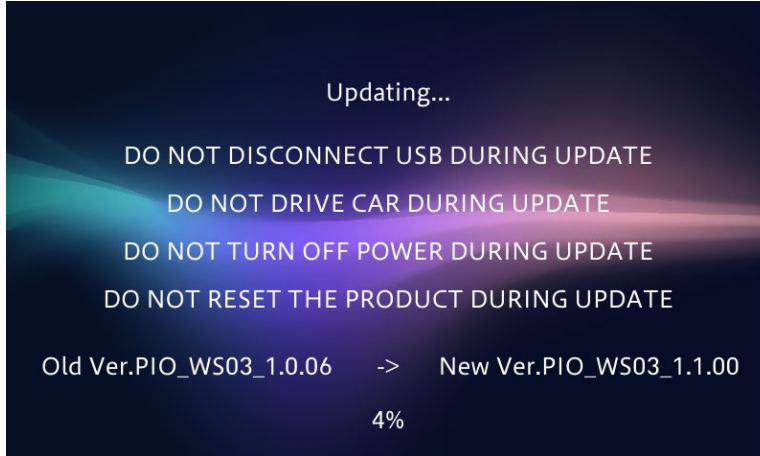 Updating...
DO NOT DISCONNECT USB DURING UPDATE
DO NOT DRIVE CAR DURING UPDATE
DO NOT TURN OFF POWER DURING UPDATE
DO NOT RESET THE PRODUCT DURING UPDATE
Old Ver.PIO_WS03_1.0.06 -> New Ver.PIO_WS03_1.1.00
4%